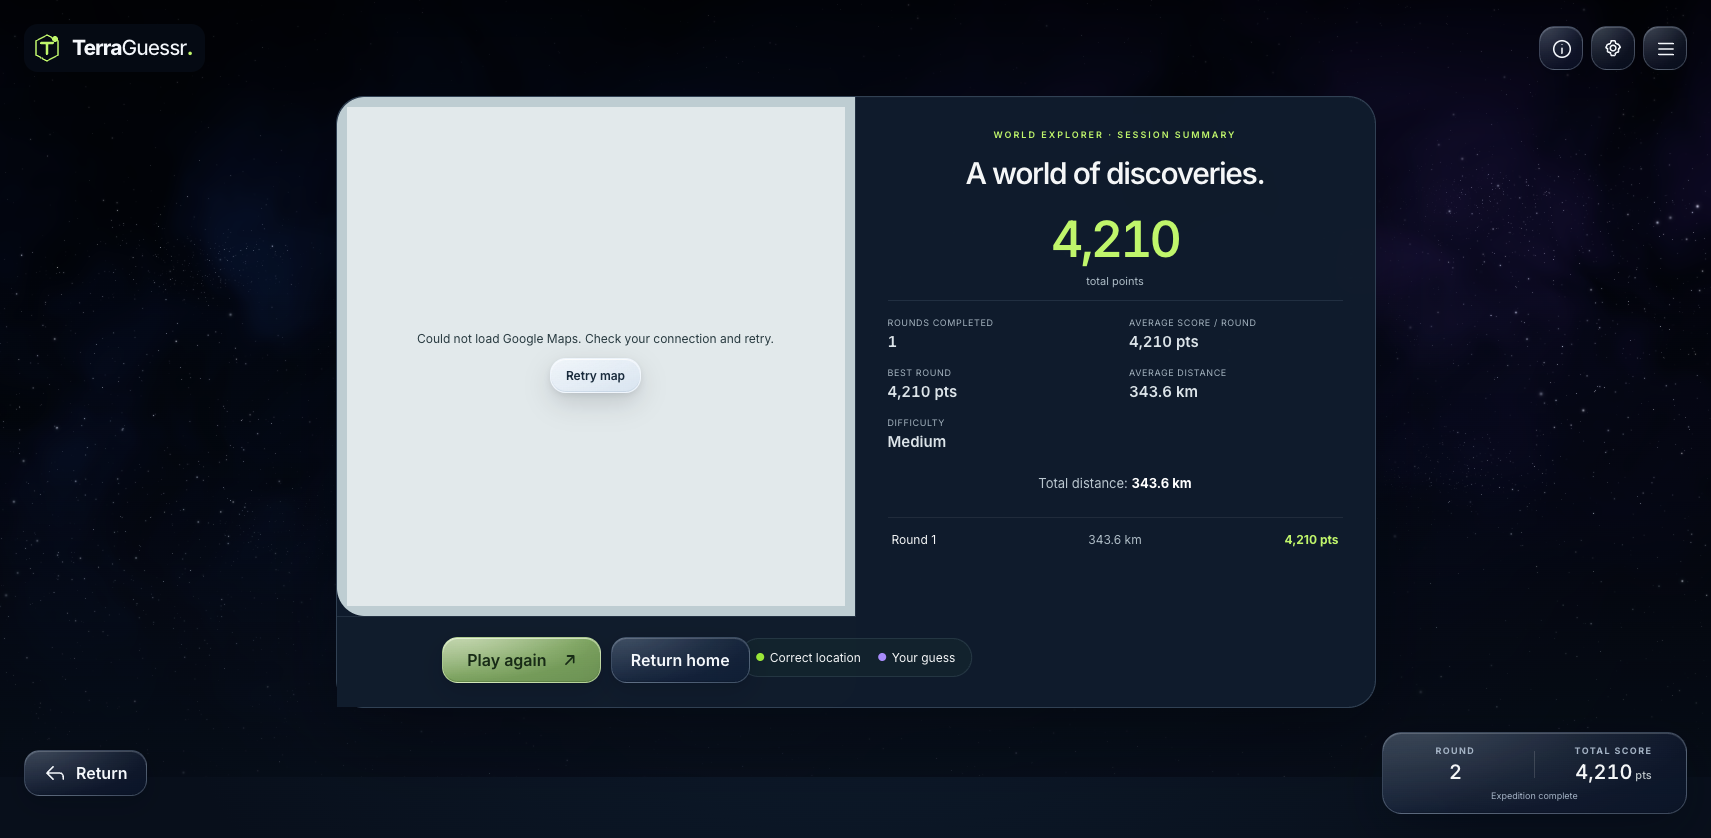 TerraGuessr.
Could not load Google Maps. Check your connection and retry.
Retry map
WORLD EXPLORER · SESSION SUMMARY
A world of discoveries.
4,210
total points
ROUNDS COMPLETED
1
AVERAGE SCORE / ROUND
4,210 pts
BEST ROUND
4,210 pts
AVERAGE DISTANCE
343.6 km
DIFFICULTY
Medium
Total distance: 343.6 km
Round 1 343.6 km 4,210 pts
Play again
Return home
Correct location Your guess
Return
ROUND
2
TOTAL SCORE
4,210 pts
Expedition complete